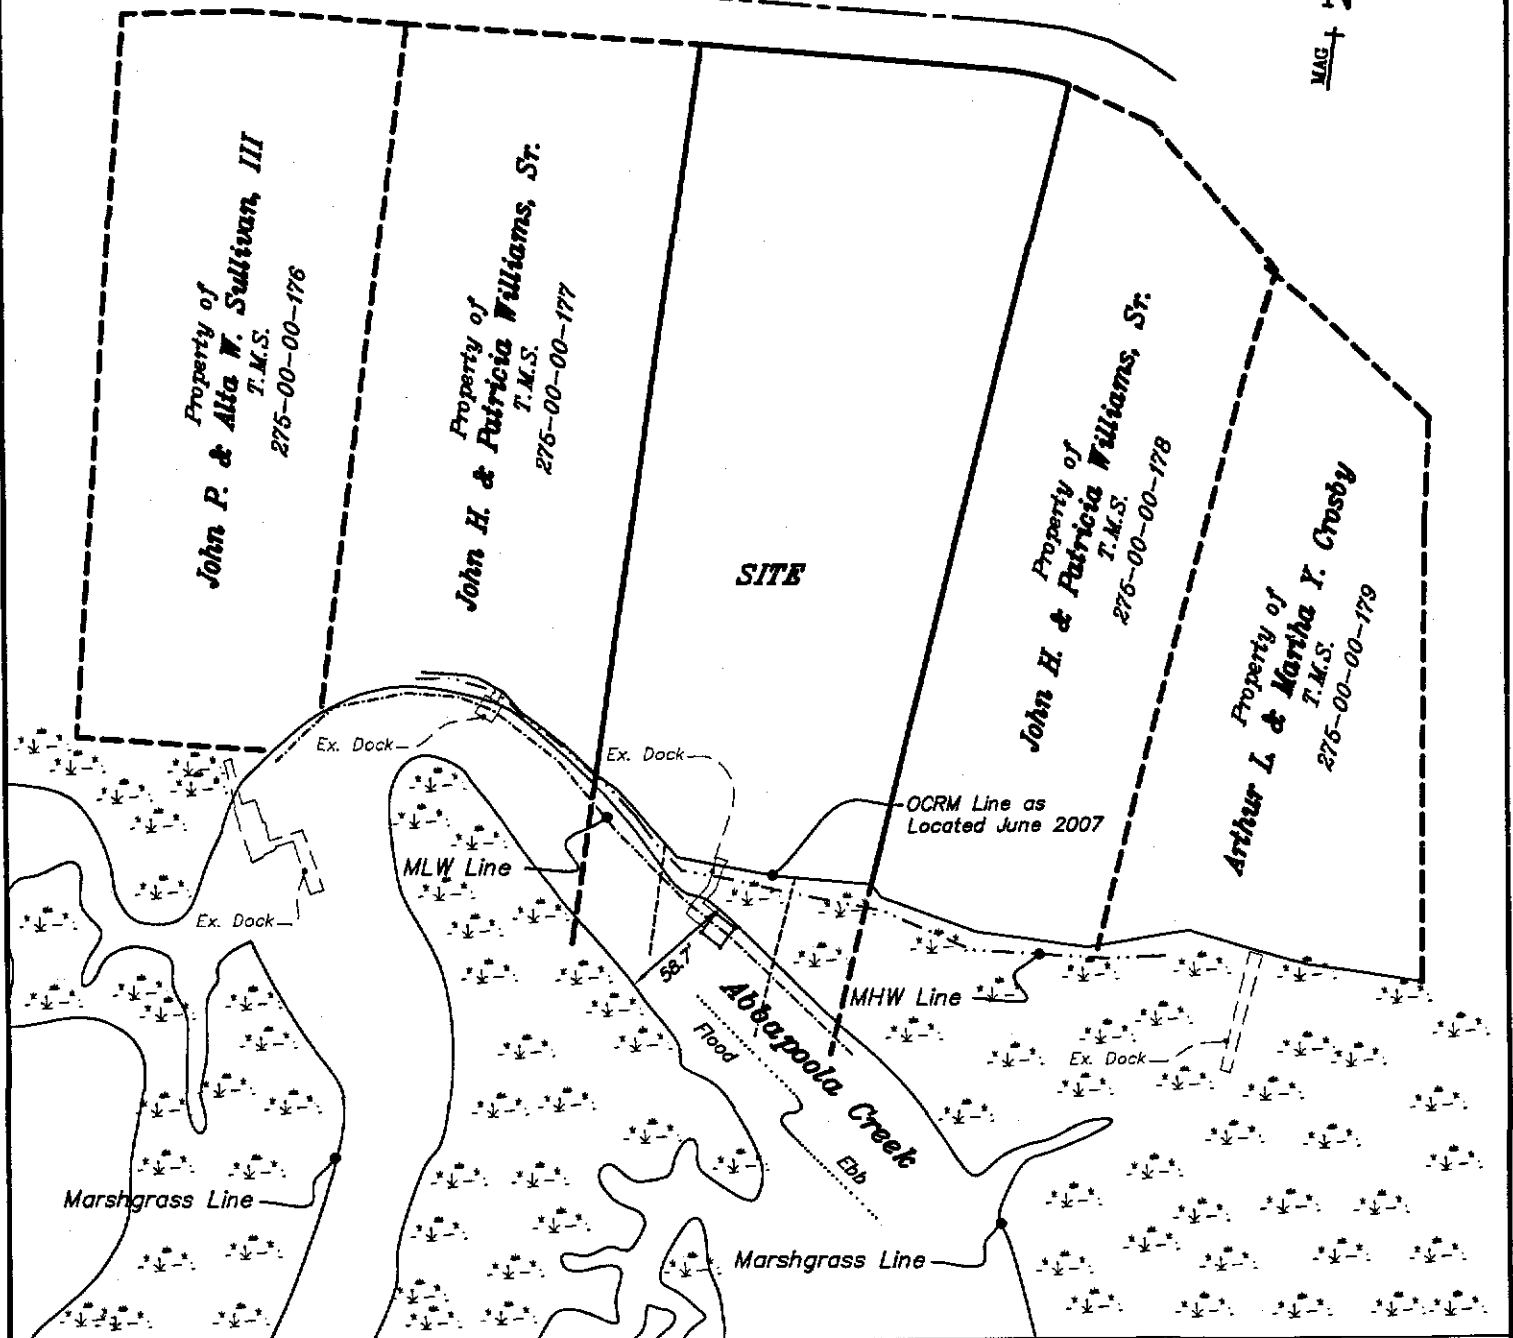 MAG
Property of
John P. & Alta W. Sullivan, III
T.M.S.
275-00-00-176
Property of
John H. & Patricia Williams, Sr.
T.M.S.
275-00-00-177
SITE
Property of
John H. & Patricia Williams, Sr.
T.M.S.
275-00-00-178
Property of
Arthur L. & Martha Y. Crosby
T.M.S.
275-00-00-179
Ex. Dock
Ex. Dock
OCRM Line as
Located June 2007
MLW Line
Ex. Dock
58.7'
MHW Line
Abbapoola Creek
Flood
Ebb
Ex. Dock
Marshgrass Line
Marshgrass Line